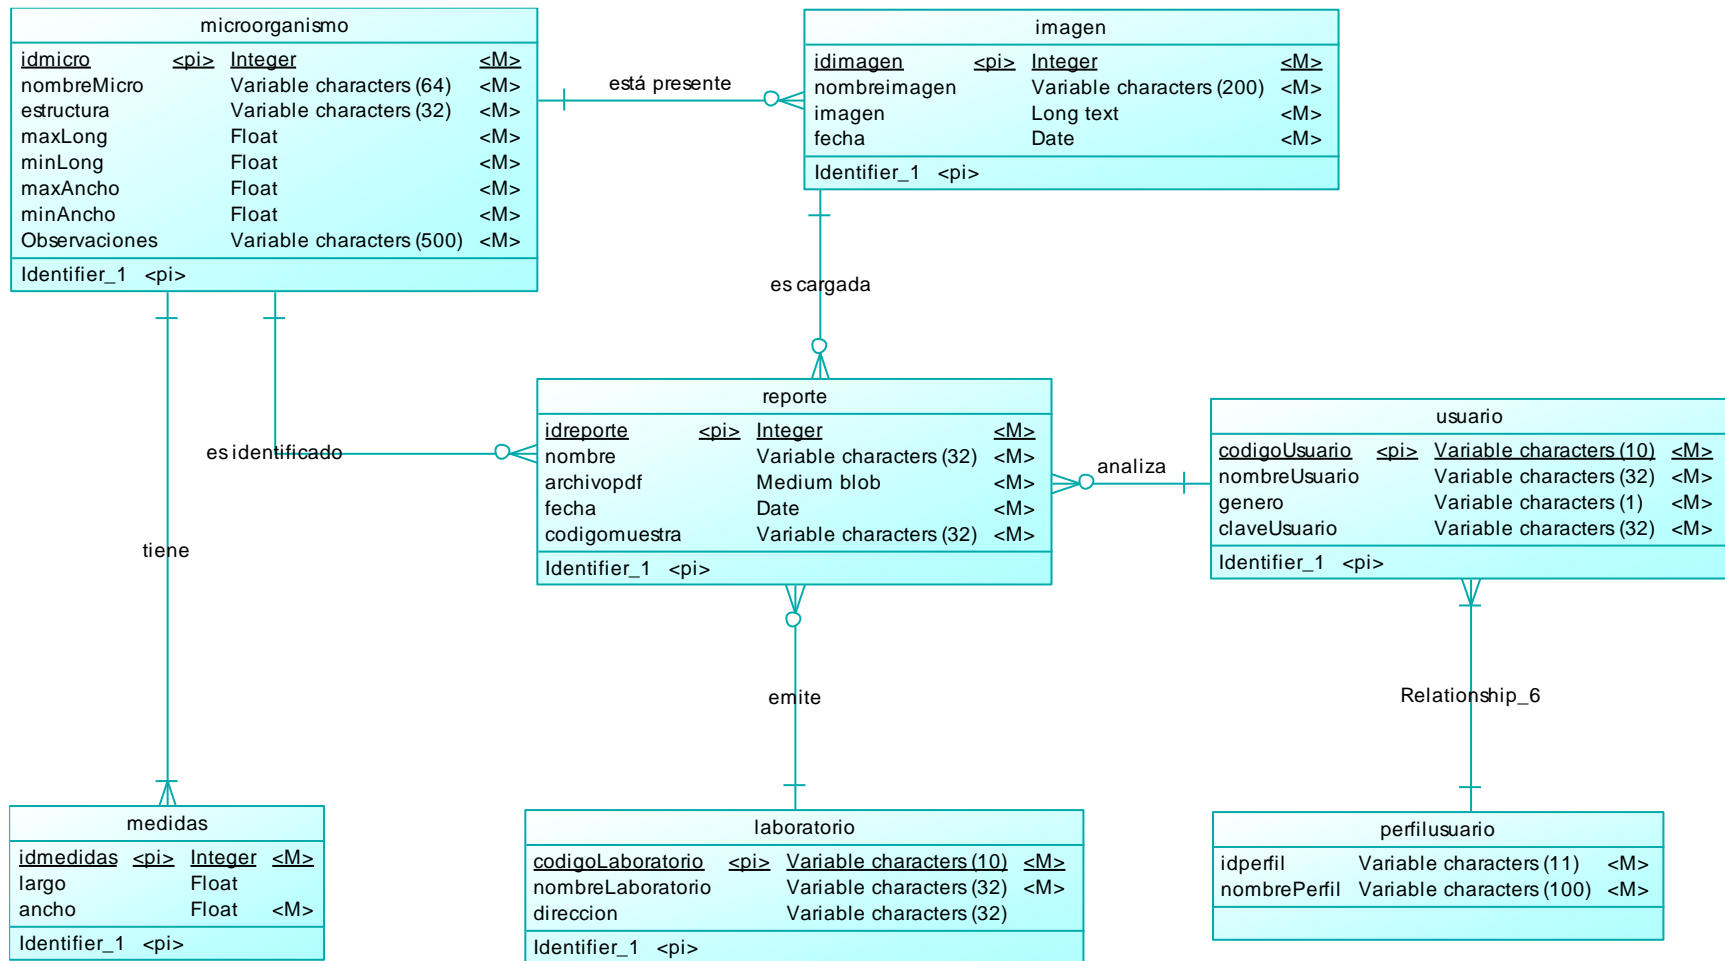 microorganismo
idmicro <pi> Integer <M>
nombreMicro Variable characters (64) <M>
estructura Variable characters (32) <M>
maxLong Float <M>
minLong Float <M>
maxAncho Float <M>
minAncho Float <M>
Observaciones Variable characters (500) <M>
Identifier_1 <pi>
está presente
imagen
idimagen <pi> Integer <M>
nombreimagen Variable characters (200) <M>
imagen Long text <M>
fecha Date <M>
Identifier_1 <pi>
es cargada
es identificado
tiene
reporte
idreporte <pi> Integer <M>
nombre Variable characters (32) <M>
archivopdf Medium blob <M>
fecha Date <M>
codigomuestra Variable characters (32) <M>
Identifier_1 <pi>
analiza
usuario
codigoUsuario <pi> Variable characters (10) <M>
nombreUsuario Variable characters (32) <M>
genero Variable characters (1) <M>
claveUsuario Variable characters (32) <M>
Identifier_1 <pi>
emite
Relationship_6
medidas
idmedidas <pi> Integer <M>
largo Float
ancho Float <M>
Identifier_1 <pi>
laboratorio
codigoLaboratorio <pi> Variable characters (10) <M>
nombreLaboratorio Variable characters (32) <M>
direccion Variable characters (32)
Identifier_1 <pi>
perfilusuario
idperfil Variable characters (11) <M>
nombrePerfil Variable characters (100) <M>